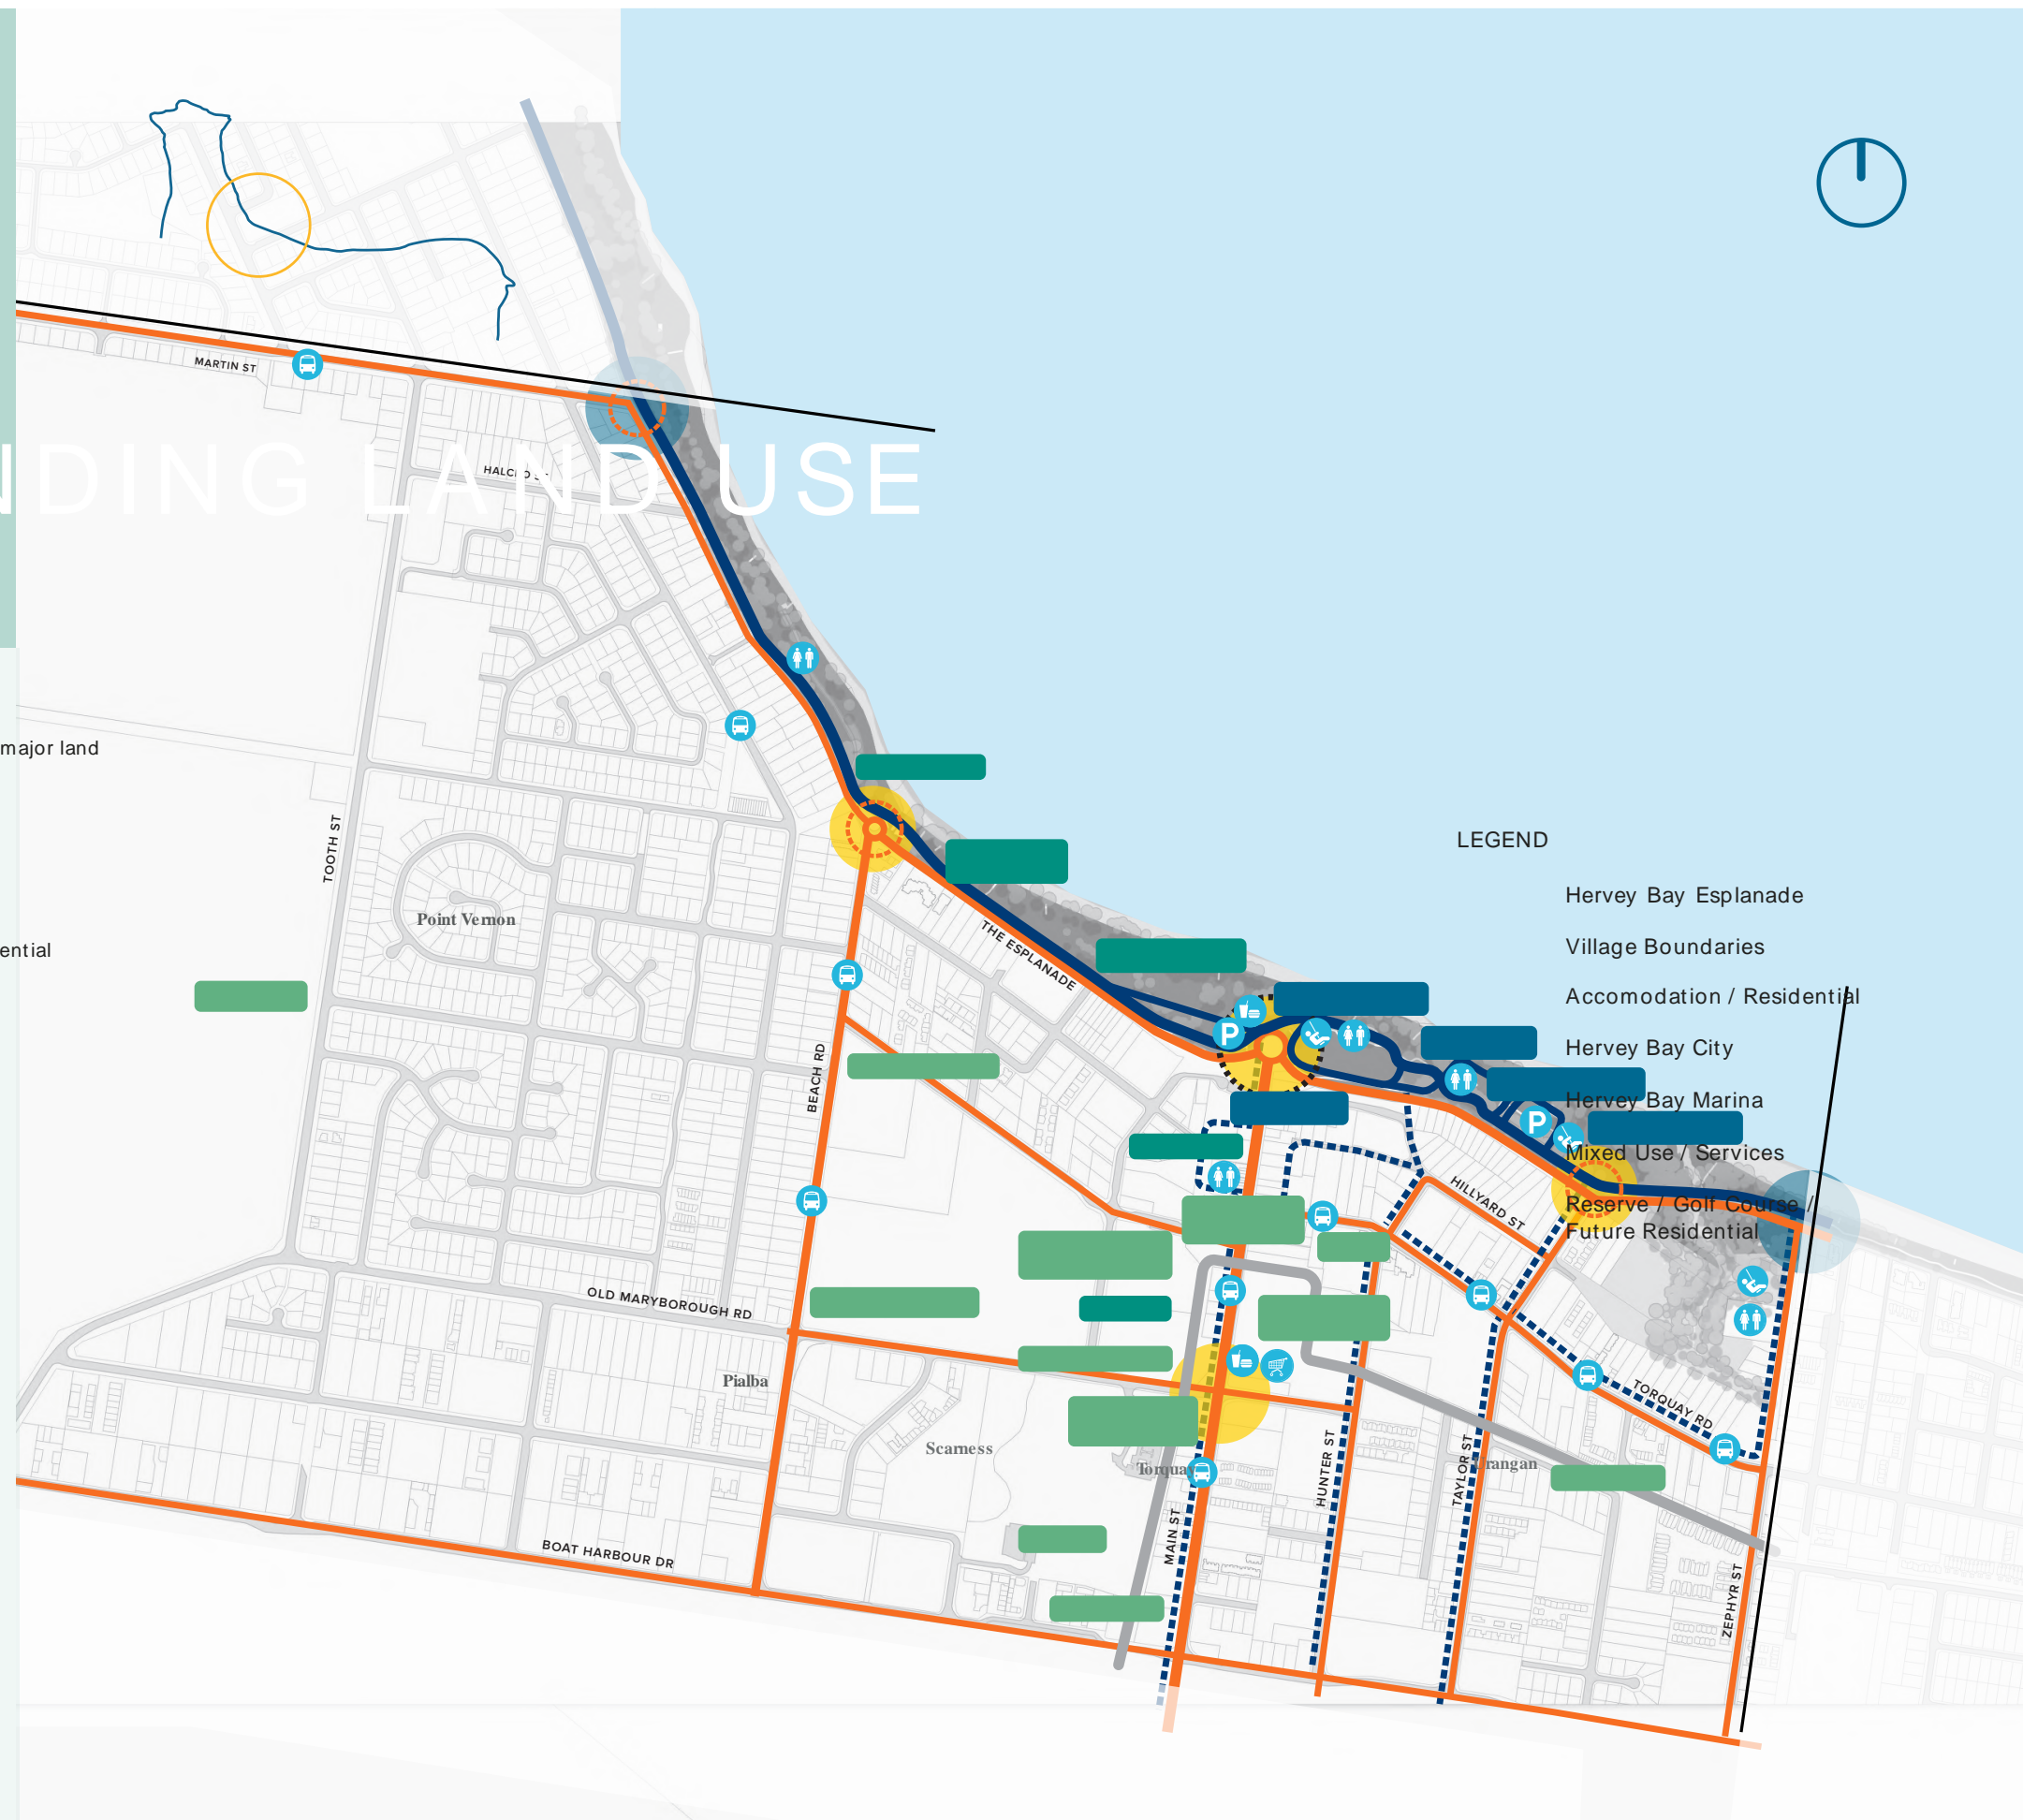 MARTIN ST
NDING LAND USE
HALCRO ST
major land
TOOTH ST
LEGEND
Hervey Bay Esplanade
Point Vernon
THE ESPLANADE
Village Boundaries
ential
Accomodation / Residential
Hervey Bay City
BEACH RD
Hervey Bay Marina
Mixed Use / Services
HILLYARD ST
Reserve / Golf Course /
Future Residential
OLD MARYBOROUGH RD
Pialba
TORQUAY RD
Scarness
Torquay
HUNTER ST
TAYLOR ST
MAIN ST
BOAT HARBOUR DR
ZEPHYR ST
P
P